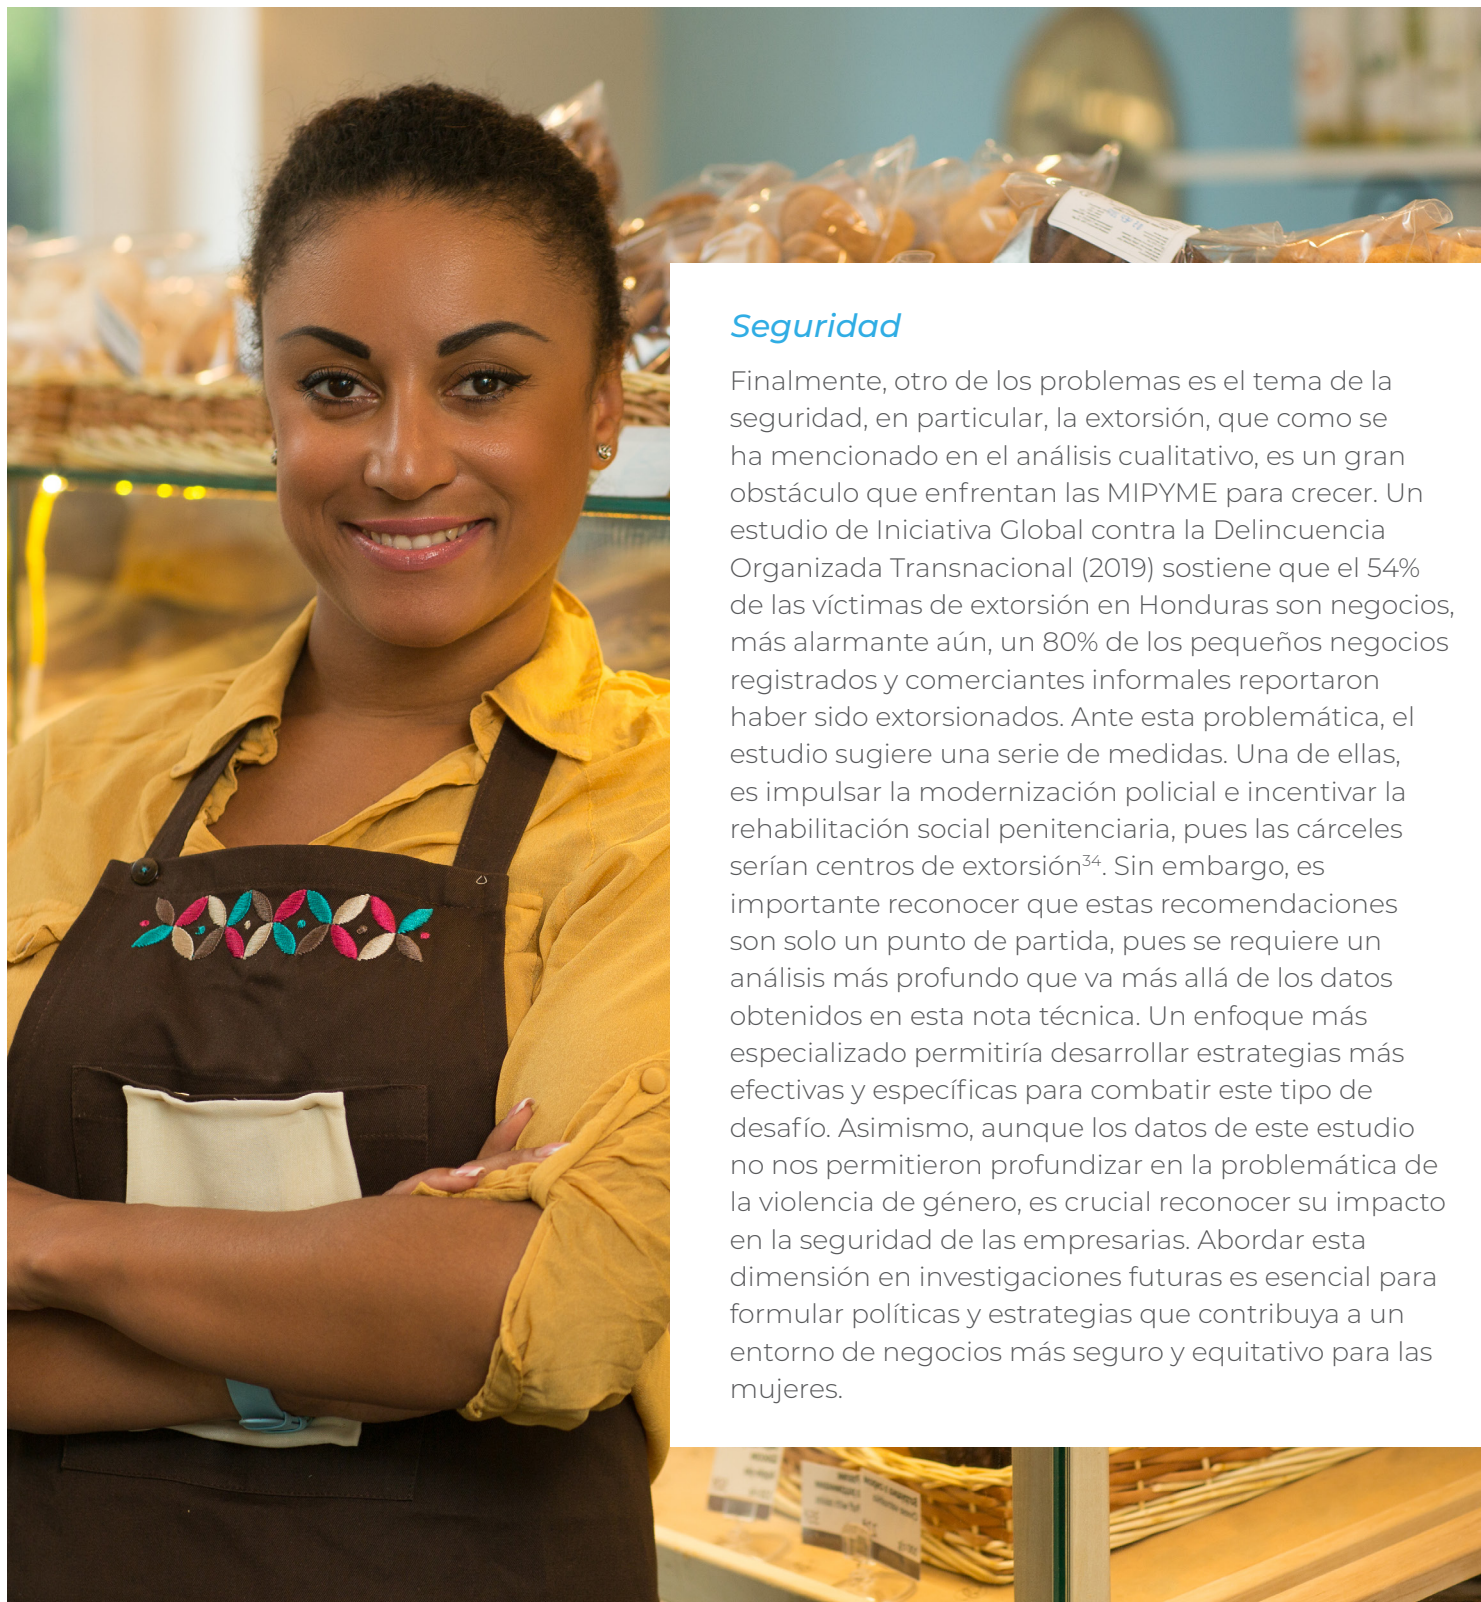 Seguridad
Finalmente, otro de los problemas es el tema de la
seguridad, en particular, la extorsión, que como se
ha mencionado en el análisis cualitativo, es un gran
obstáculo que enfrentan las MIPYME para crecer. Un
estudio de Iniciativa Global contra la Delincuencia
Organizada Transnacional (2019) sostiene que el 54%
de las víctimas de extorsión en Honduras son negocios,
más alarmante aún, un 80% de los pequeños negocios
registrados y comerciantes informales reportaron
haber sido extorsionados. Ante esta problemática, el
estudio sugiere una serie de medidas. Una de ellas,
es impulsar la modernización policial e incentivar la
rehabilitación social penitenciaria, pues las cárceles
serían centros de extorsión³⁴. Sin embargo, es
importante reconocer que estas recomendaciones
son solo un punto de partida, pues se requiere un
análisis más profundo que va más allá de los datos
obtenidos en esta nota técnica. Un enfoque más
especializado permitiría desarrollar estrategias más
efectivas y específicas para combatir este tipo de
desafío. Asimismo, aunque los datos de este estudio
no nos permitieron profundizar en la problemática de
la violencia de género, es crucial reconocer su impacto
en la seguridad de las empresarias. Abordar esta
dimensión en investigaciones futuras es esencial para
formular políticas y estrategias que contribuya a un
entorno de negocios más seguro y equitativo para las
mujeres.